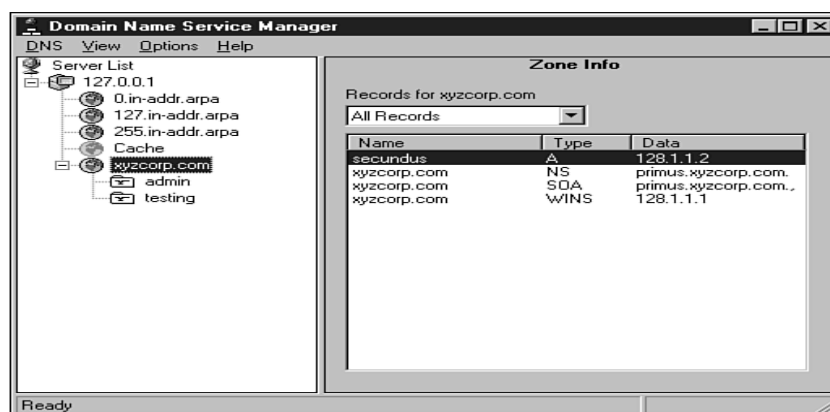 Domain Name Service Manager
DNS View Options Help
Server List
127.0.0.1
0.in-addr.arpa
127.in-addr.arpa
255.in-addr.arpa
Cache
xyzcorp.com
admin
testing
Zone Info
Records for xyzcorp.com
All Records
Name Type Data
secundus A 128.1.1.2
xyzcorp.com NS primus.xyzcorp.com.
xyzcorp.com SOA primus.xyzcorp.com.,
xyzcorp.com WINS 128.1.1.1
Ready